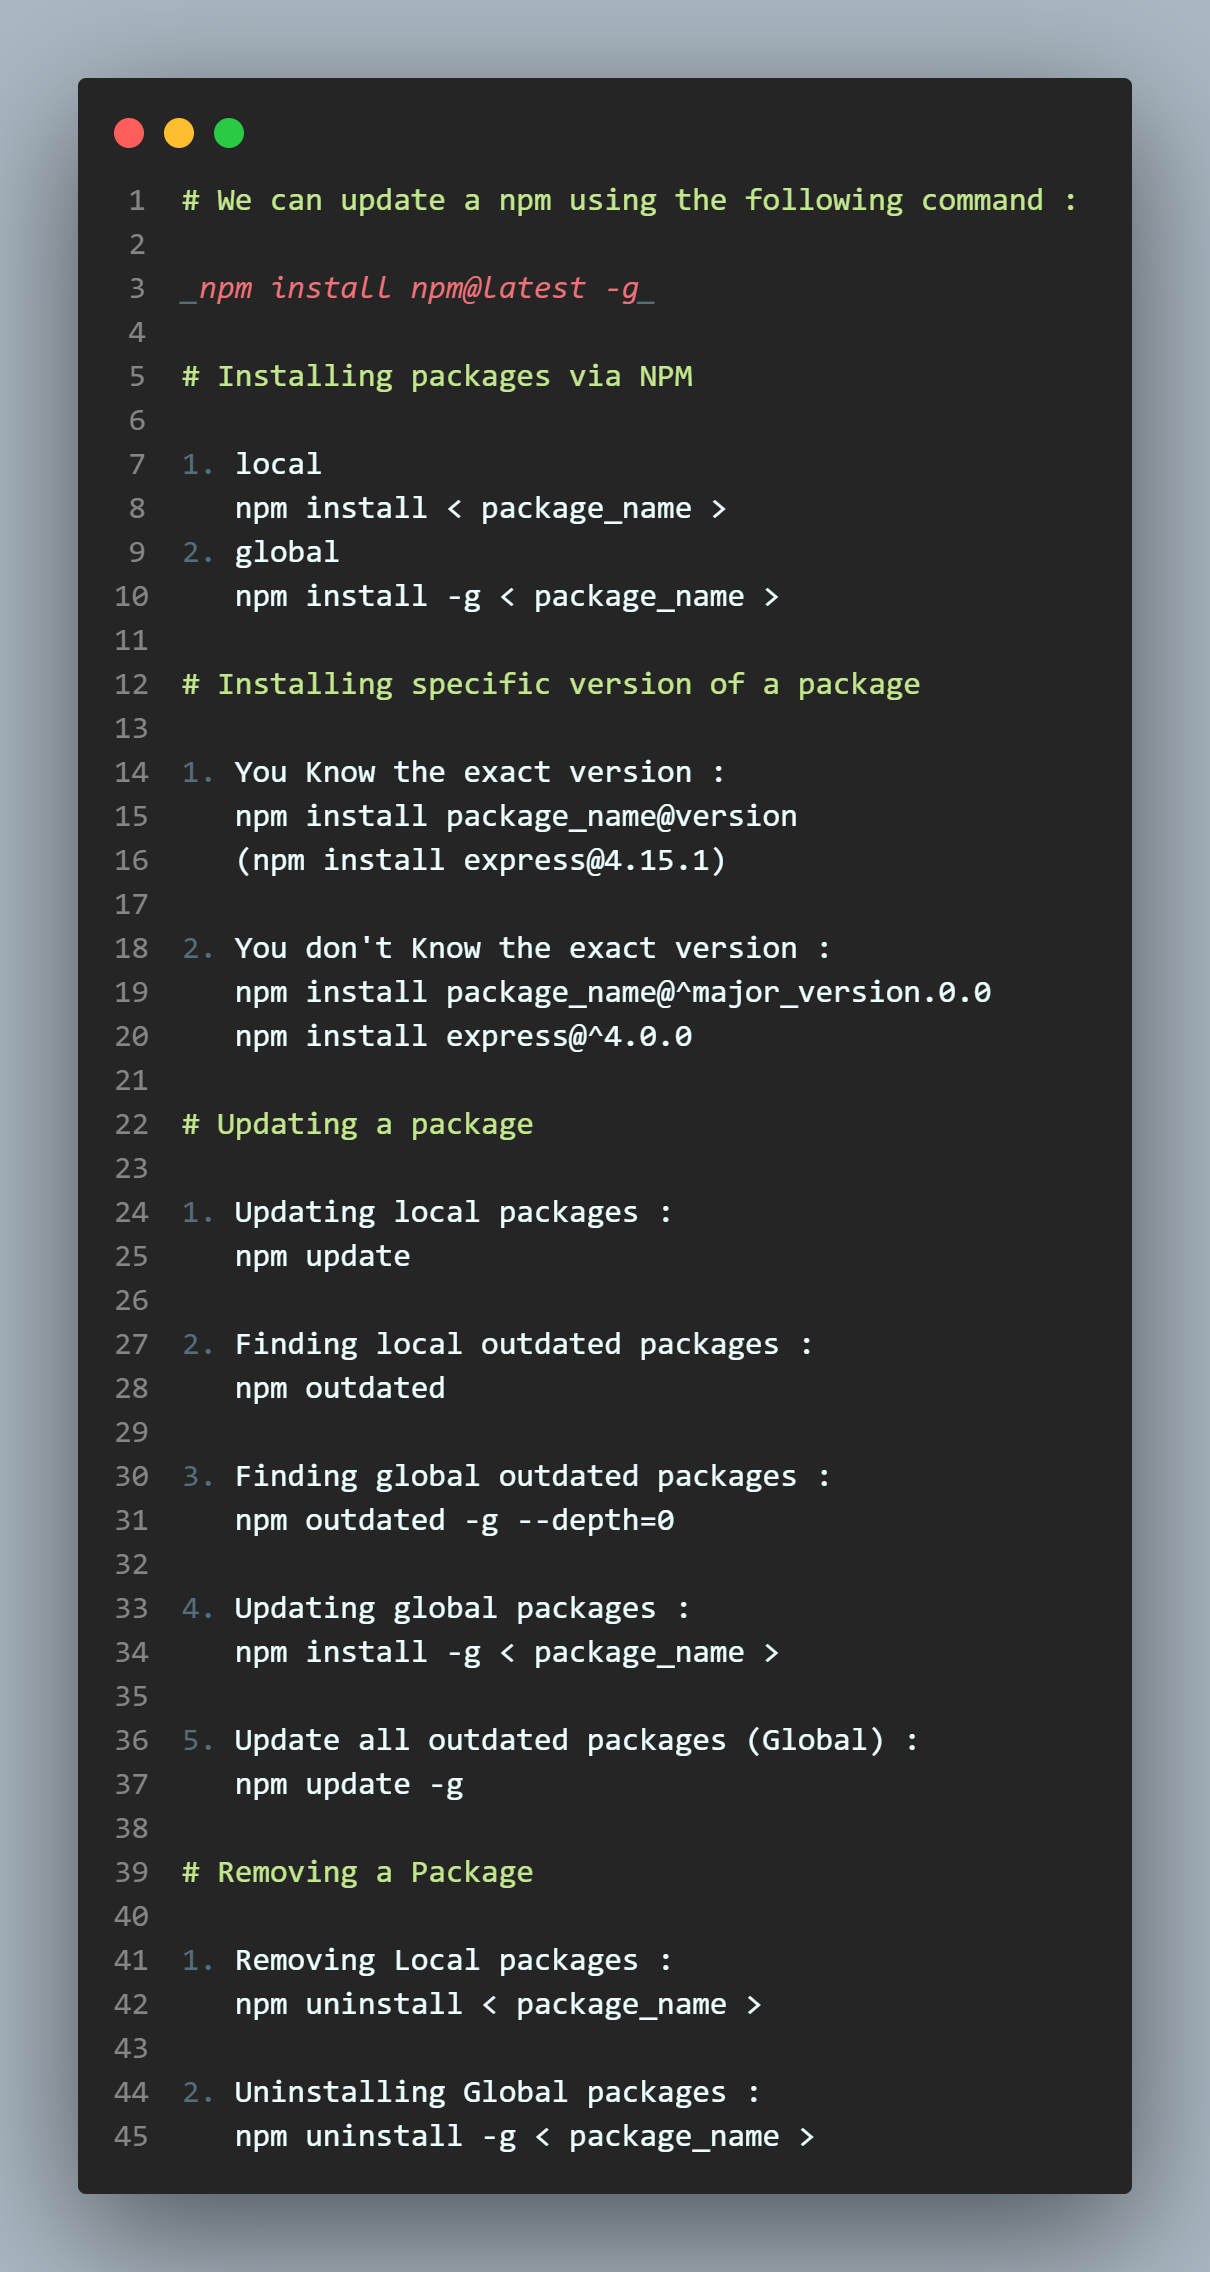 1 # We can update a npm using the following command :
2
3 _npm install npm@latest -g_
4
5 # Installing packages via NPM
6
7 1. local
8 npm install < package_name >
9 2. global
10 npm install -g < package_name >
11
12 # Installing specific version of a package
13
14 1. You Know the exact version :
15 npm install package_name@version
16 (npm install express@4.15.1)
17
18 2. You don't Know the exact version :
19 npm install package_name@^major_version.0.0
20 npm install express@^4.0.0
21
22 # Updating a package
23
24 1. Updating local packages :
25 npm update
26
27 2. Finding local outdated packages :
28 npm outdated
29
30 3. Finding global outdated packages :
31 npm outdated -g --depth=0
32
33 4. Updating global packages :
34 npm install -g < package_name >
35
36 5. Update all outdated packages (Global) :
37 npm update -g
38
39 # Removing a Package
40
41 1. Removing Local packages :
42 npm uninstall < package_name >
43
44 2. Uninstalling Global packages :
45 npm uninstall -g < package_name >